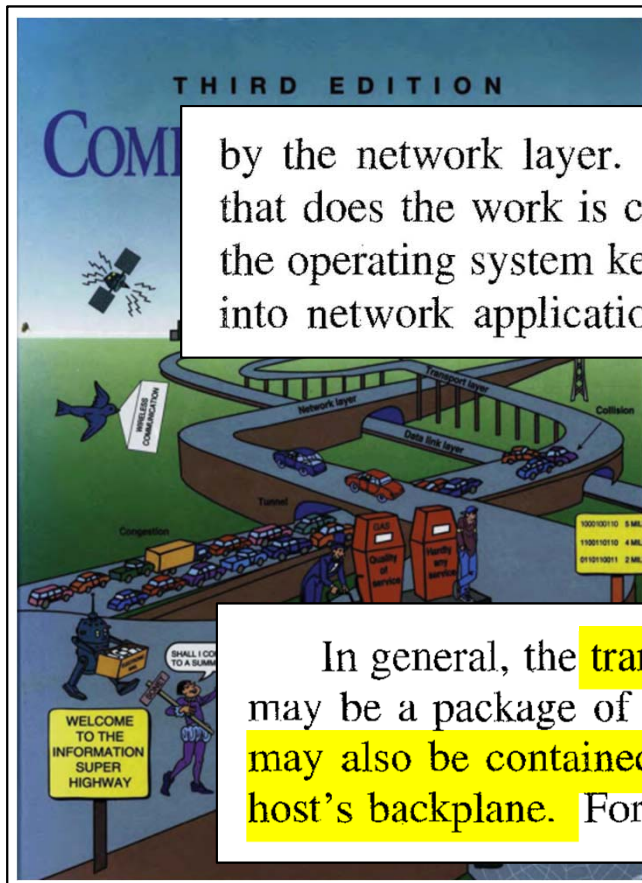 THIRD EDITION
COM
by the network layer.
that does the work is c
the operating system ke
into network applicatio
Transport layer
Network layer
Collision
Data link layer
WIRELESS
COMMUNICATION
Tunnel
Congestion
GAS
Quality
of
service
Hardly
any
service
1000100110 5 MIL
1100110110 4 MIL
0110110011 2 MIL
SHALL I CO
TO A SUMM
In general, the tran
may be a package of
may also be contained
host's backplane. For
WELCOME
TO THE
INFORMATION
SUPER
HIGHWAY